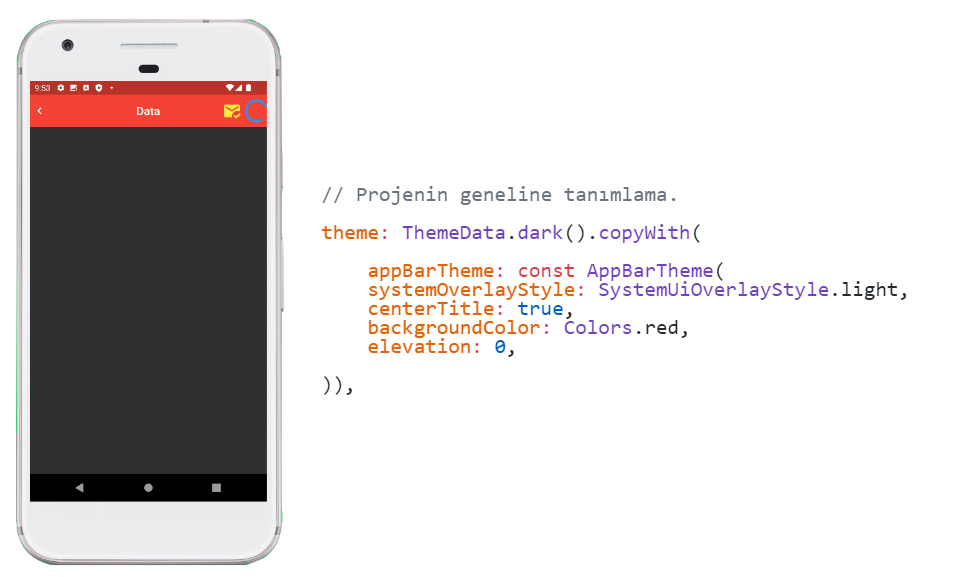 9:53
Data
// Projenin geneline tanımlama.
theme: ThemeData.dark().copyWith(
appBarTheme: const AppBarTheme(
systemOverlayStyle: SystemUiOverlayStyle.light,
centerTitle: true,
backgroundColor: Colors.red,
elevation: 0,
)),